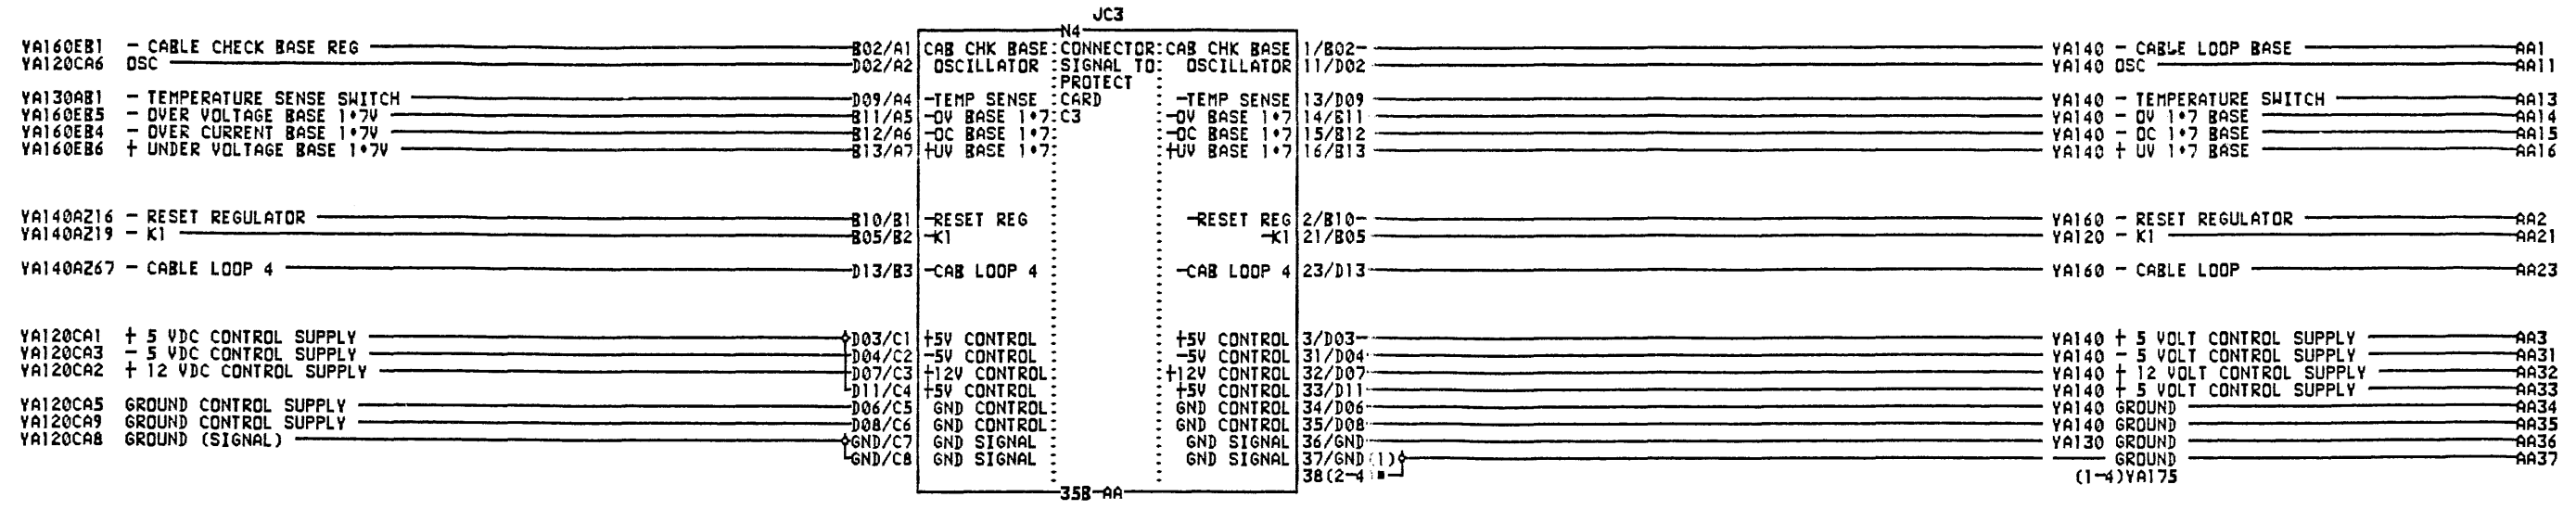 JC3
N4
YA160EB1 - CABLE CHECK BASE REG B02/A1 CAB CHK BASE:CONNECTOR:CAB CHK BASE 1/B02- YA140 - CABLE LOOP BASE AA1
YA120CA6 OSC D02/A2 OSCILLATOR :SIGNAL TO: OSCILLATOR 11/D02 YA140 OSC AA11
:PROTECT :
YA130AB1 - TEMPERATURE SENSE SWITCH D09/A4 -TEMP SENSE :CARD : -TEMP SENSE 13/D09 YA140 - TEMPERATURE SWITCH AA13
YA160EB5 - OVER VOLTAGE BASE 1•7V B11/A5 -OV BASE 1•7:C3 :-OV BASE 1•7 14/B11 YA140 - OV 1•7 BASE AA14
YA160EB4 - OVER CURRENT BASE 1•7V B12/A6 -OC BASE 1•7: :-OC BASE 1•7 15/B12 YA140 - OC 1•7 BASE AA15
YA160EB6 + UNDER VOLTAGE BASE 1•7V B13/A7 +UV BASE 1•7: :+UV BASE 1•7 16/B13 YA140 + UV 1•7 BASE AA16
YA140AZ16 - RESET REGULATOR B10/B1 -RESET REG -RESET REG 2/B10- YA160 - RESET REGULATOR AA2
YA140AZ19 - K1 B05/B2 -K1 -K1 21/B05 YA120 - K1 AA21
YA140AZ67 - CABLE LOOP 4 D13/B3 -CAB LOOP 4 -CAB LOOP 4 23/D13 YA160 - CABLE LOOP AA23
YA120CA1 + 5 VDC CONTROL SUPPLY D03/C1 +5V CONTROL +5V CONTROL 3/D03- YA140 + 5 VOLT CONTROL SUPPLY AA3
YA120CA3 - 5 VDC CONTROL SUPPLY D04/C2 -5V CONTROL -5V CONTROL 31/D04 YA140 - 5 VOLT CONTROL SUPPLY AA31
YA120CA2 + 12 VDC CONTROL SUPPLY D07/C3 +12V CONTROL: :+12V CONTROL 32/D07 YA140 + 12 VOLT CONTROL SUPPLY AA32
D11/C4 +5V CONTROL +5V CONTROL 33/D11 YA140 + 5 VOLT CONTROL SUPPLY AA33
YA120CA5 GROUND CONTROL SUPPLY D06/C5 GND CONTROL: GND CONTROL 34/D06 YA140 GROUND AA34
YA120CA9 GROUND CONTROL SUPPLY D08/C6 GND CONTROL: GND CONTROL 35/D08 YA140 GROUND AA35
YA120CA8 GROUND (SIGNAL) GND/C7 GND SIGNAL GND SIGNAL 36/GND YA130 GROUND AA36
GND/C8 GND SIGNAL GND SIGNAL 37/GND(1) GROUND AA37
38(2-4 (1-4)YA175
35B-AA